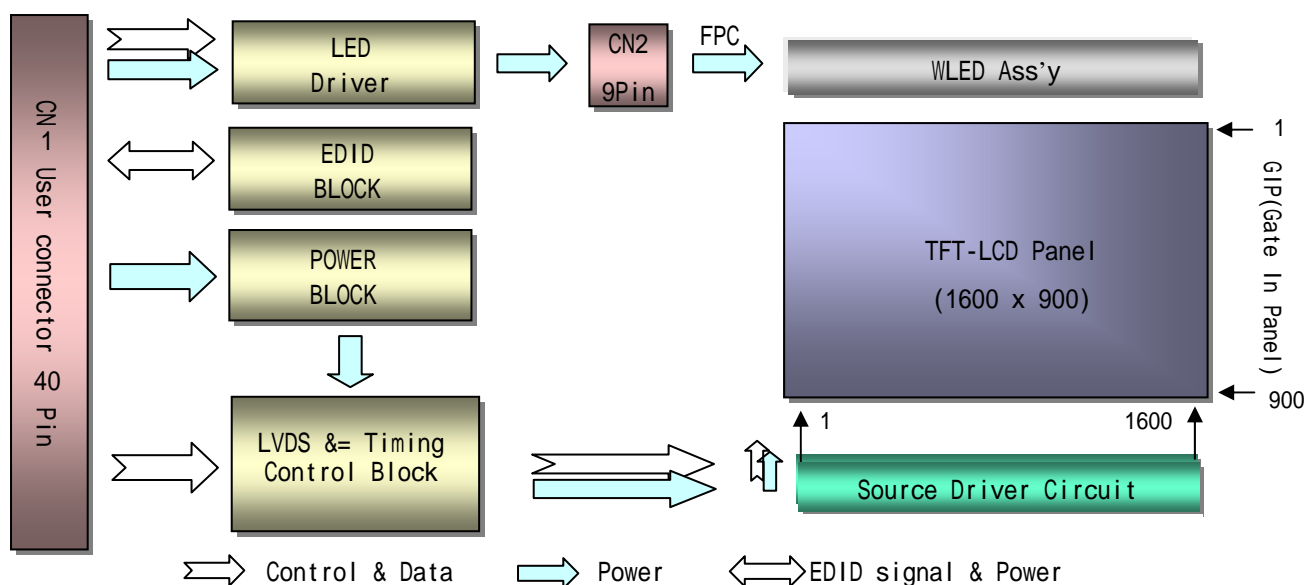 CN-1 User connector 40 Pin
LED
Driver
CN2
9Pin
FPC
WLED Ass'y
EDID
BLOCK
POWER
BLOCK
TFT-LCD Panel
(1600 x 900)
1
GIP(Gate In Panel)
900
LVDS &= Timing
Control Block
1
1600
Source Driver Circuit
Control & Data
Power
EDID signal & Power